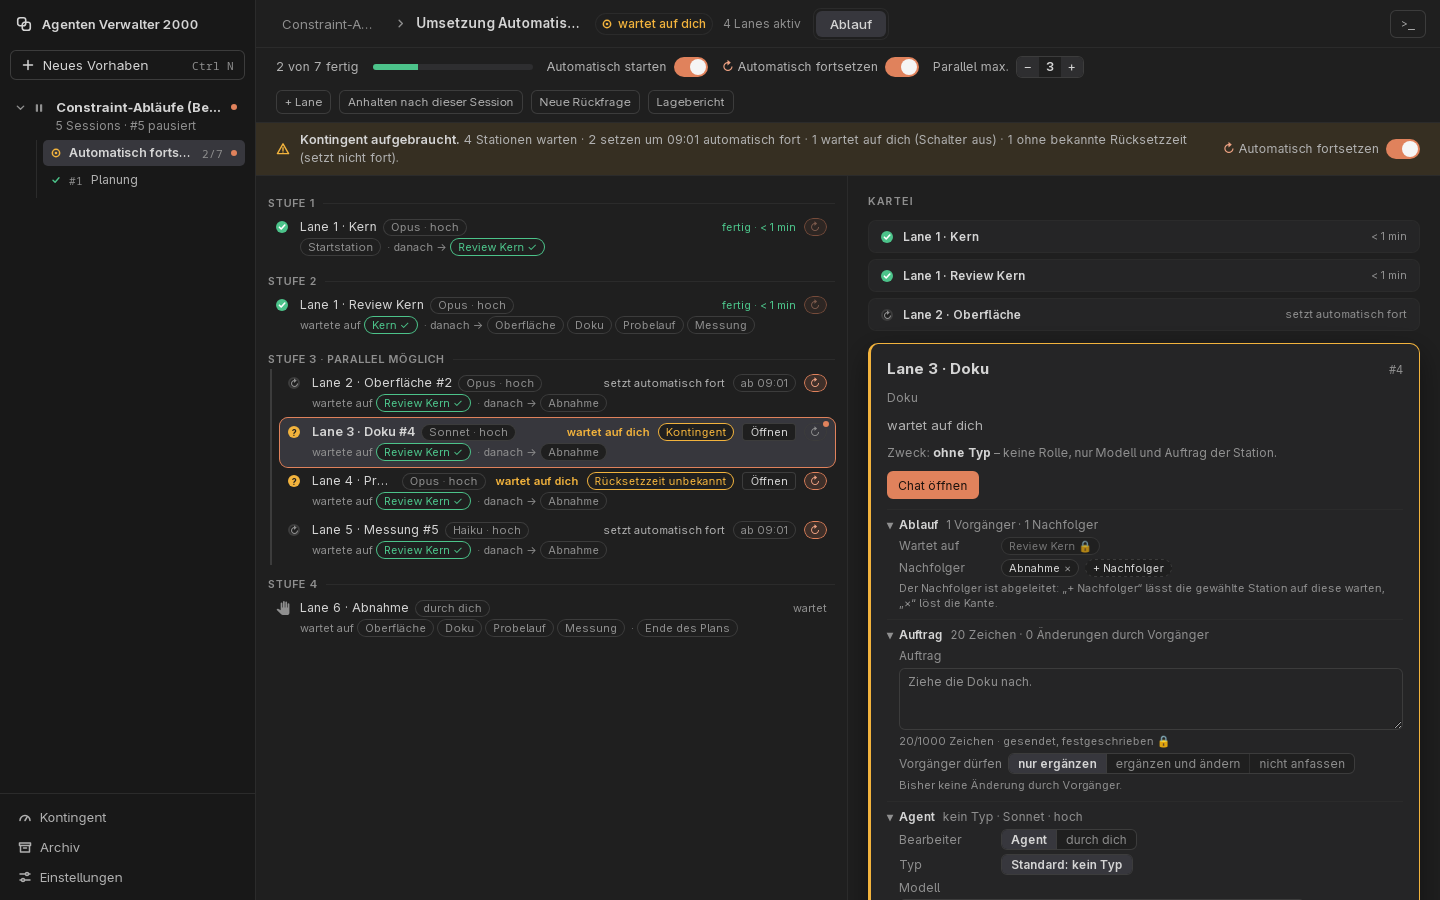 Agenten Verwalter 2000
Neues Vorhaben Ctrl N
Constraint-Abläufe (Be...
5 Sessions · #5 pausiert
Automatisch forts... 2/7
#1 Planung
Kontingent
Archiv
Einstellungen
Constraint-A... > Umsetzung Automatis... wartet auf dich 4 Lanes aktiv Ablauf >_
2 von 7 fertig Automatisch starten Automatisch fortsetzen Parallel max. − 3 +
+ Lane Anhalten nach dieser Session Neue Rückfrage Lagebericht
Kontingent aufgebraucht. 4 Stationen warten · 2 setzen um 09:01 automatisch fort · 1 wartet auf dich (Schalter aus) · 1 ohne bekannte Rücksetzzeit
(setzt nicht fort).
Automatisch fortsetzen
STUFE 1
Lane 1 · Kern Opus · hoch fertig · < 1 min
Startstation · danach → Review Kern ✓
STUFE 2
Lane 1 · Review Kern Opus · hoch fertig · < 1 min
wartete auf Kern ✓ · danach → Oberfläche Doku Probelauf Messung
STUFE 3 · PARALLEL MÖGLICH
Lane 2 · Oberfläche #2 Opus · hoch setzt automatisch fort ab 09:01
wartete auf Review Kern ✓ · danach → Abnahme
Lane 3 · Doku #4 Sonnet · hoch wartet auf dich Kontingent Öffnen
wartete auf Review Kern ✓ · danach → Abnahme
Lane 4 · Pr... Opus · hoch wartet auf dich Rücksetzzeit unbekannt Öffnen
wartete auf Review Kern ✓ · danach → Abnahme
Lane 5 · Messung #5 Haiku · hoch setzt automatisch fort ab 09:01
wartete auf Review Kern ✓ · danach → Abnahme
STUFE 4
Lane 6 · Abnahme durch dich wartet
wartet auf Oberfläche Doku Probelauf Messung · Ende des Plans
KARTEI
Lane 1 · Kern < 1 min
Lane 1 · Review Kern < 1 min
Lane 2 · Oberfläche setzt automatisch fort
Lane 3 · Doku #4
Doku
wartet auf dich
Zweck: ohne Typ – keine Rolle, nur Modell und Auftrag der Station.
Chat öffnen
▾ Ablauf 1 Vorgänger · 1 Nachfolger
Wartet auf Review Kern 🔒
Nachfolger Abnahme × + Nachfolger
Der Nachfolger ist abgeleitet: „+ Nachfolger“ lässt die gewählte Station auf diese warten,
„×“ löst die Kante.
▾ Auftrag 20 Zeichen · 0 Änderungen durch Vorgänger
Auftrag
Ziehe die Doku nach.
20/1000 Zeichen · gesendet, festgeschrieben 🔒
Vorgänger dürfen nur ergänzen ergänzen und ändern nicht anfassen
Bisher keine Änderung durch Vorgänger.
▾ Agent kein Typ · Sonnet · hoch
Bearbeiter Agent durch dich
Typ Standard: kein Typ
Modell